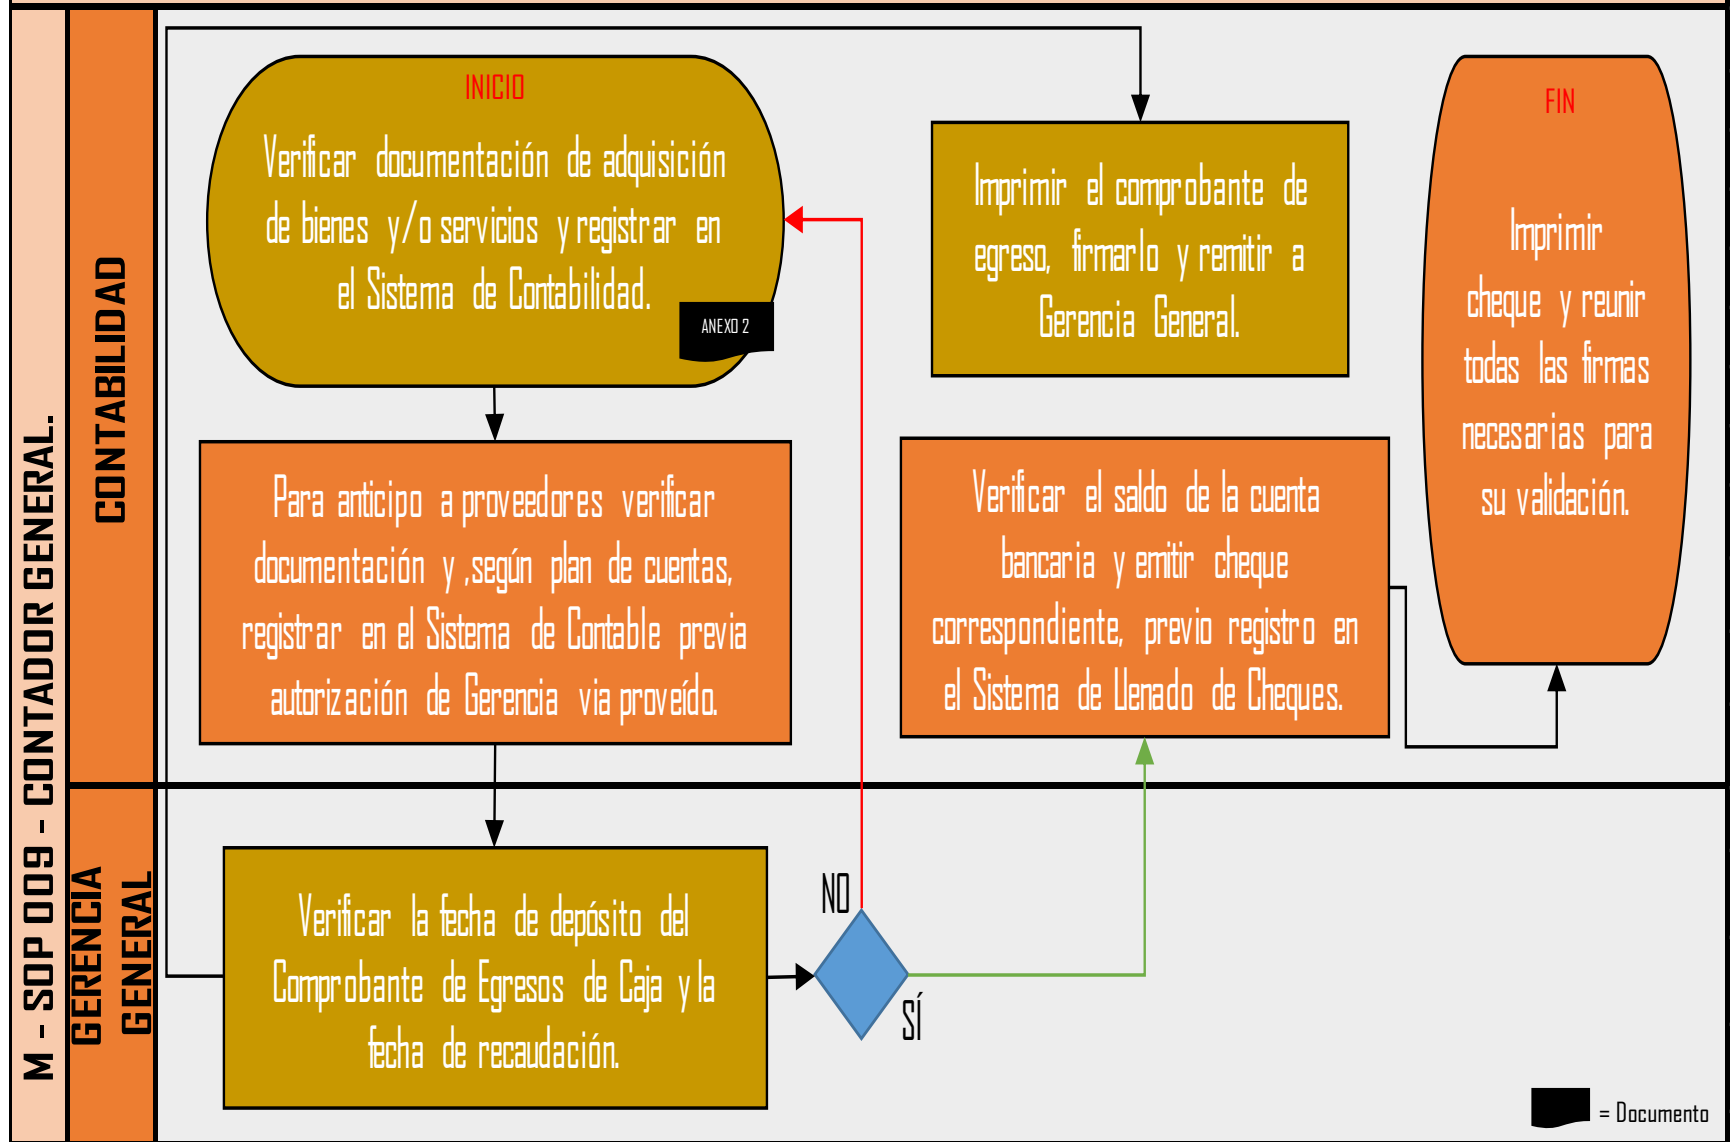 M - SOP 009 - CONTADOR GENERAL.
CONTABILIDAD
INICIO
Verificar documentación de adquisición
de bienes y/o servicios y registrar en
el Sistema de Contabilidad.
ANEXO 2
Para anticipo a proveedores verificar
documentación y ,según plan de cuentas,
registrar en el Sistema de Contable previa
autorización de Gerencia via proveído.
Imprimir el comprobante de
egreso, firmarlo y remitir a
Gerencia General.
Verificar el saldo de la cuenta
bancaria y emitir cheque
correspondiente, previo registro en
el Sistema de Llenado de Cheques.
FIN
Imprimir
cheque y reunir
todas las firmas
necesarias para
su validación.
GERENCIA
GENERAL
Verificar la fecha de depósito del
Comprobante de Egresos de Caja y la
fecha de recaudación.
NO
SÍ
= Documento